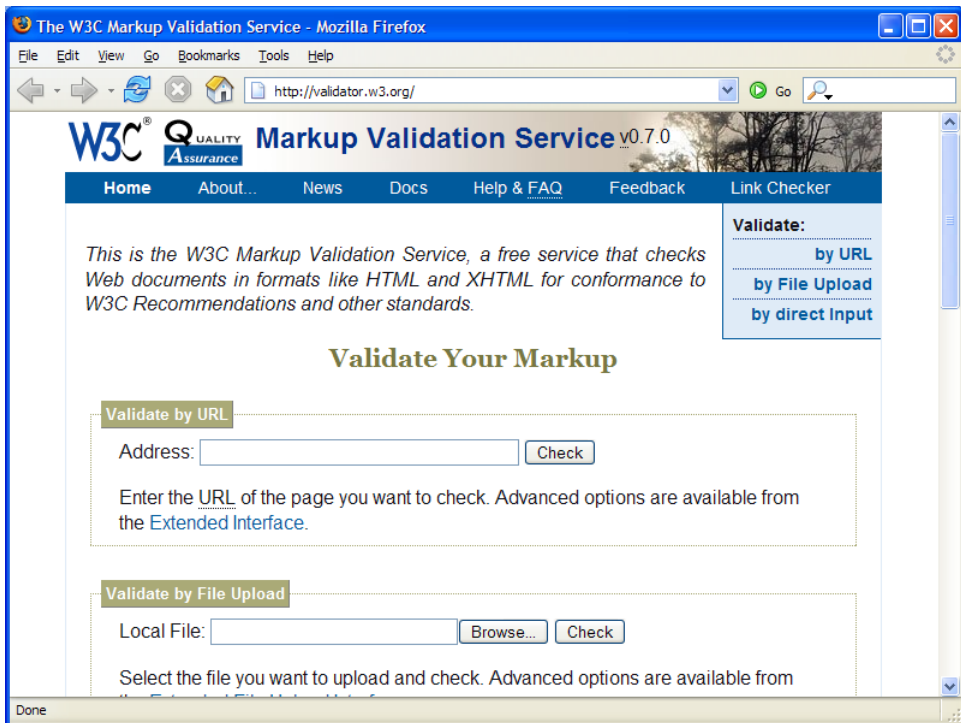 The W3C Markup Validation Service - Mozilla Firefox
File Edit View Go Bookmarks Tools Help
http://validator.w3.org/ Go
W3C® QUALITY Assurance Markup Validation Service v0.7.0
Home About... News Docs Help & FAQ Feedback Link Checker
Validate:
by URL
by File Upload
by direct Input
This is the W3C Markup Validation Service, a free service that checks
Web documents in formats like HTML and XHTML for conformance to
W3C Recommendations and other standards.
Validate Your Markup
Validate by URL
Address: Check
Enter the URL of the page you want to check. Advanced options are available from
the Extended Interface.
Validate by File Upload
Local File: Browse... Check
Select the file you want to upload and check. Advanced options are available from
Done